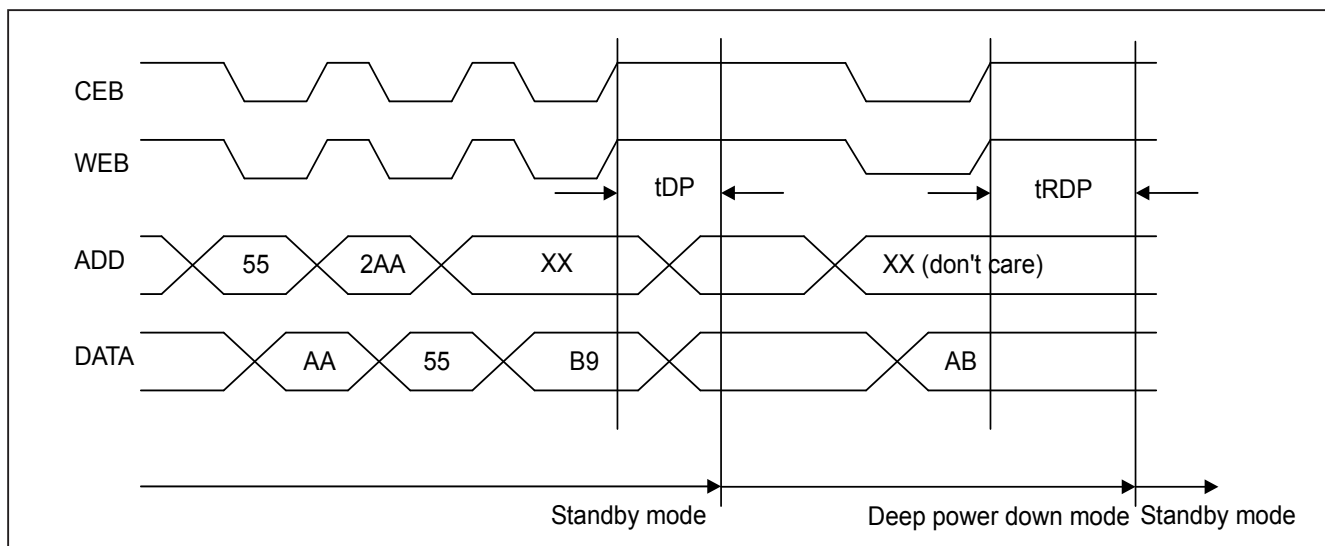 CEB
WEB
tDP
tRDP
ADD
55
2AA
XX
XX (don't care)
DATA
AA
55
B9
AB
Standby mode
Deep power down mode
Standby mode